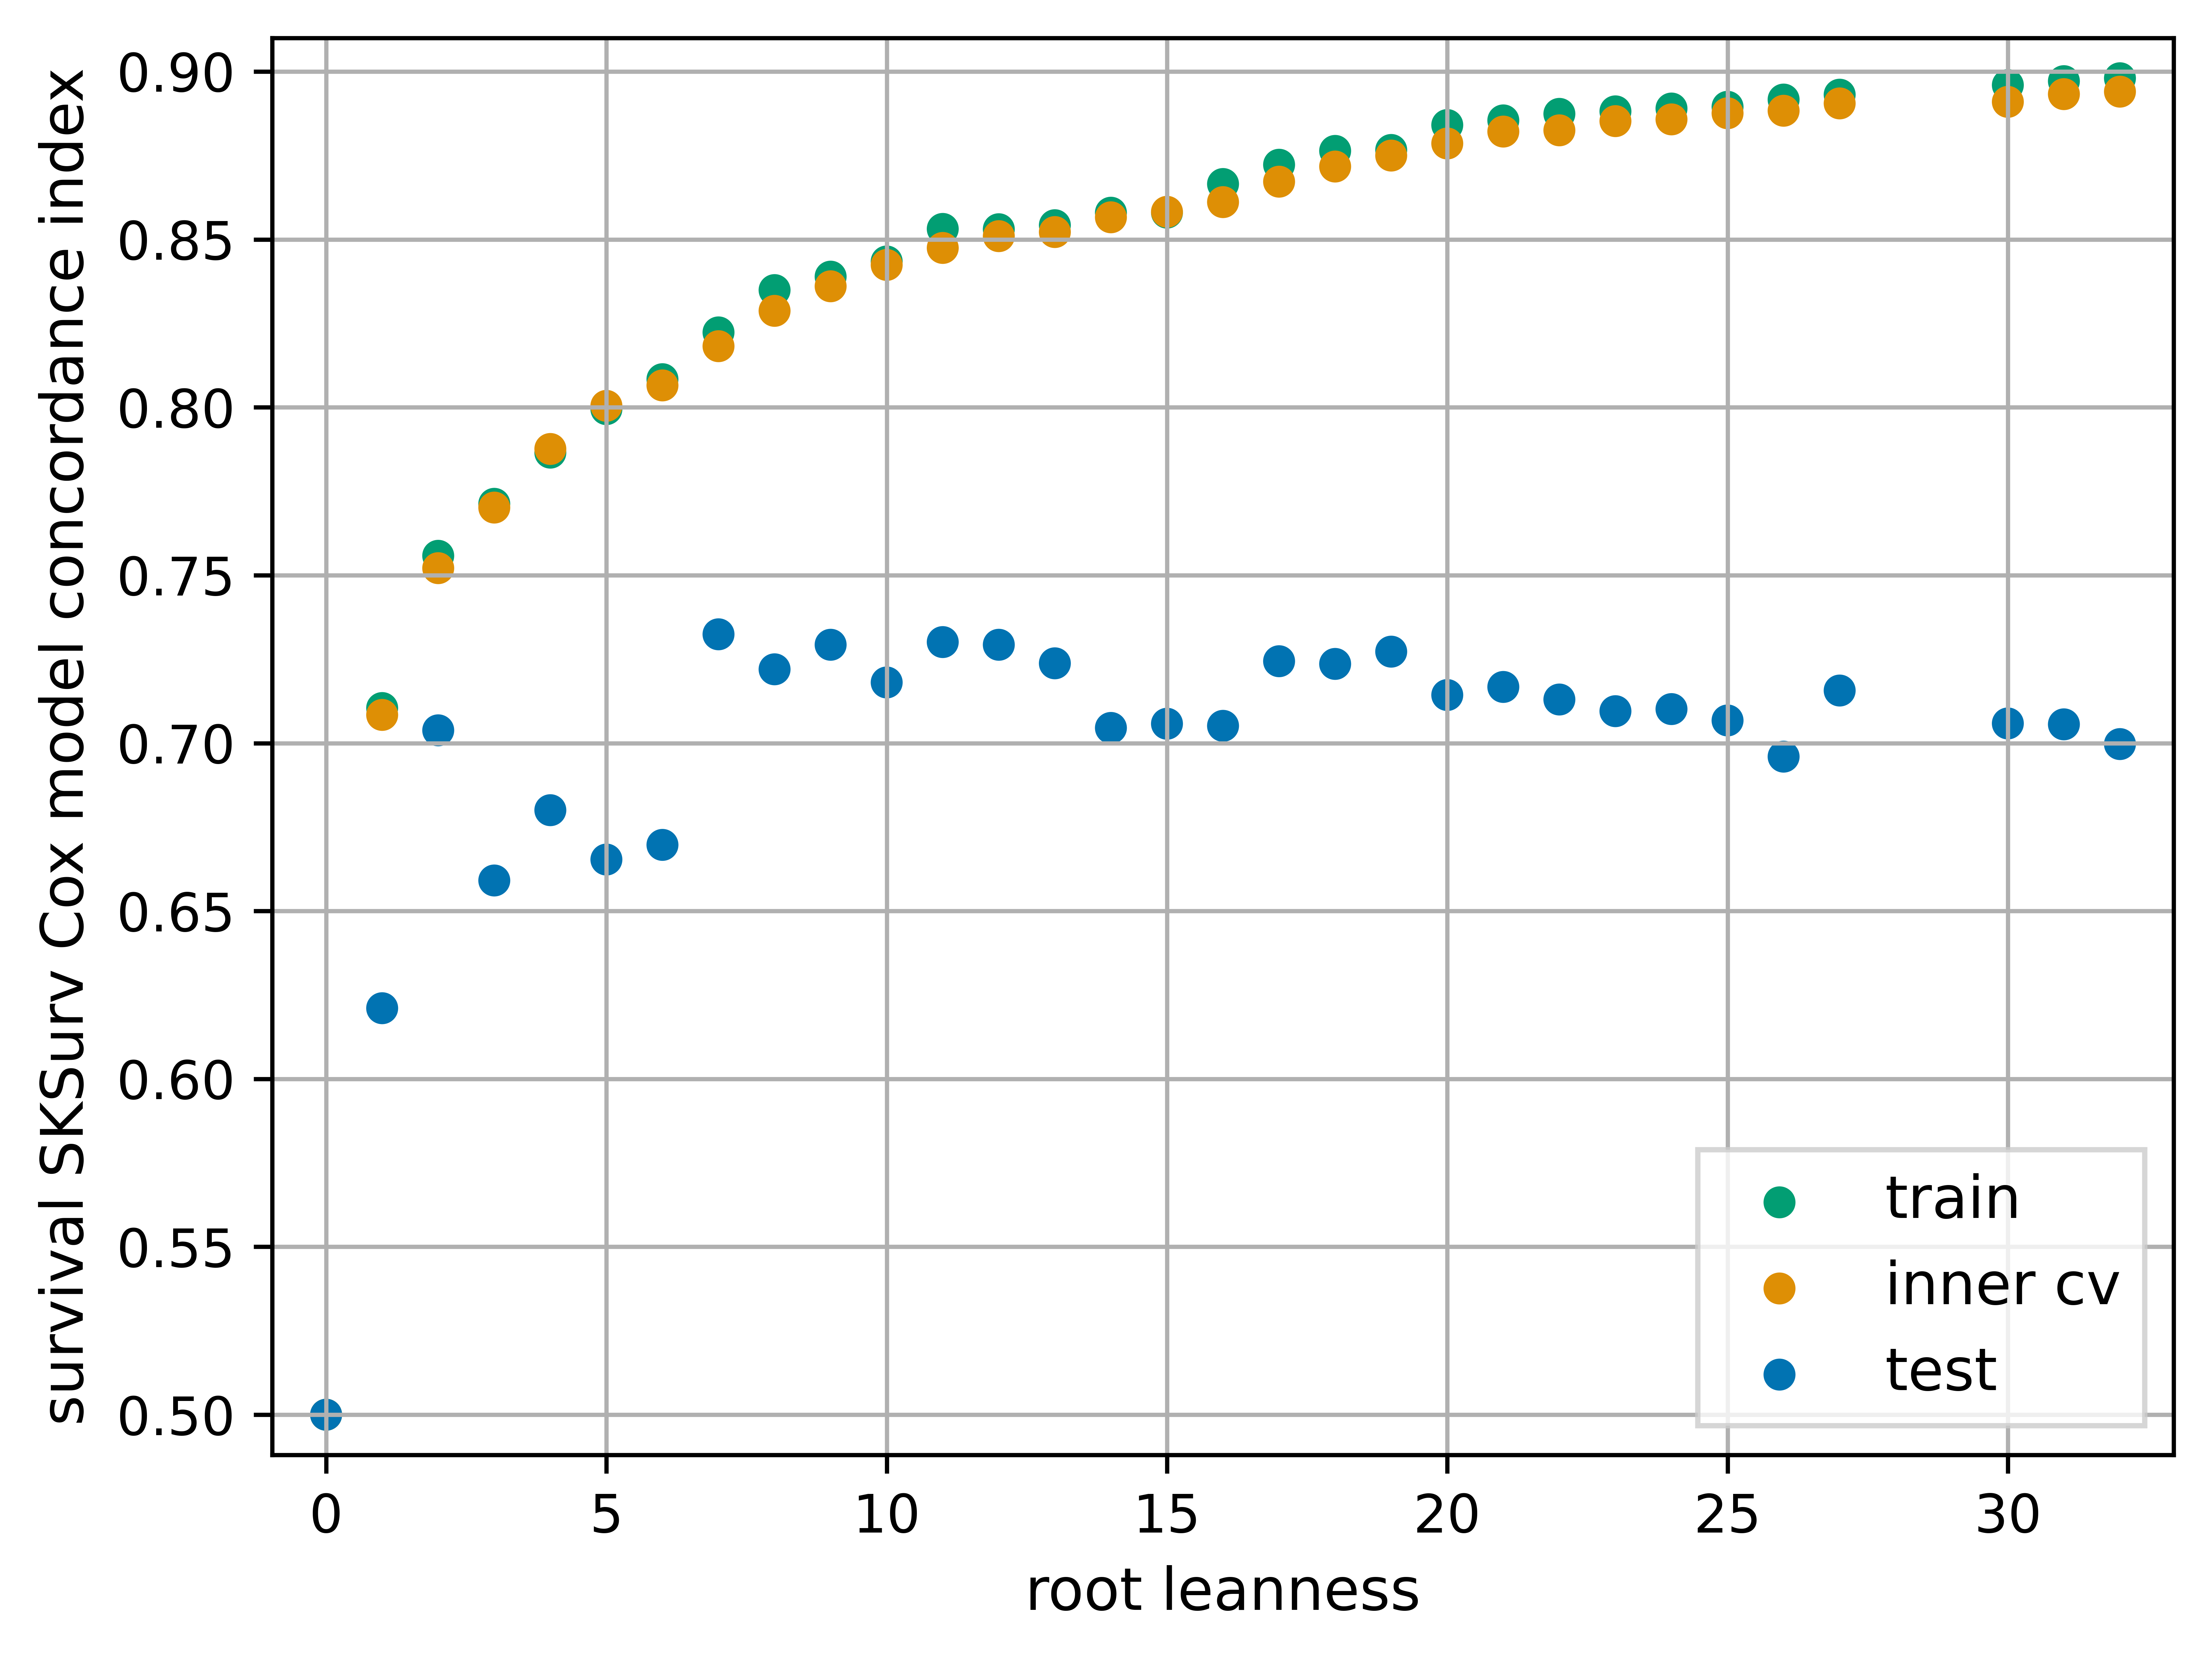 survival SKSurv Cox model concordance index
0.90
0.85
0.80
0.75
0.70
0.65
0.60
0.55
0.50
train
inner cv
test
0 5 10 15 20 25 30
root leanness